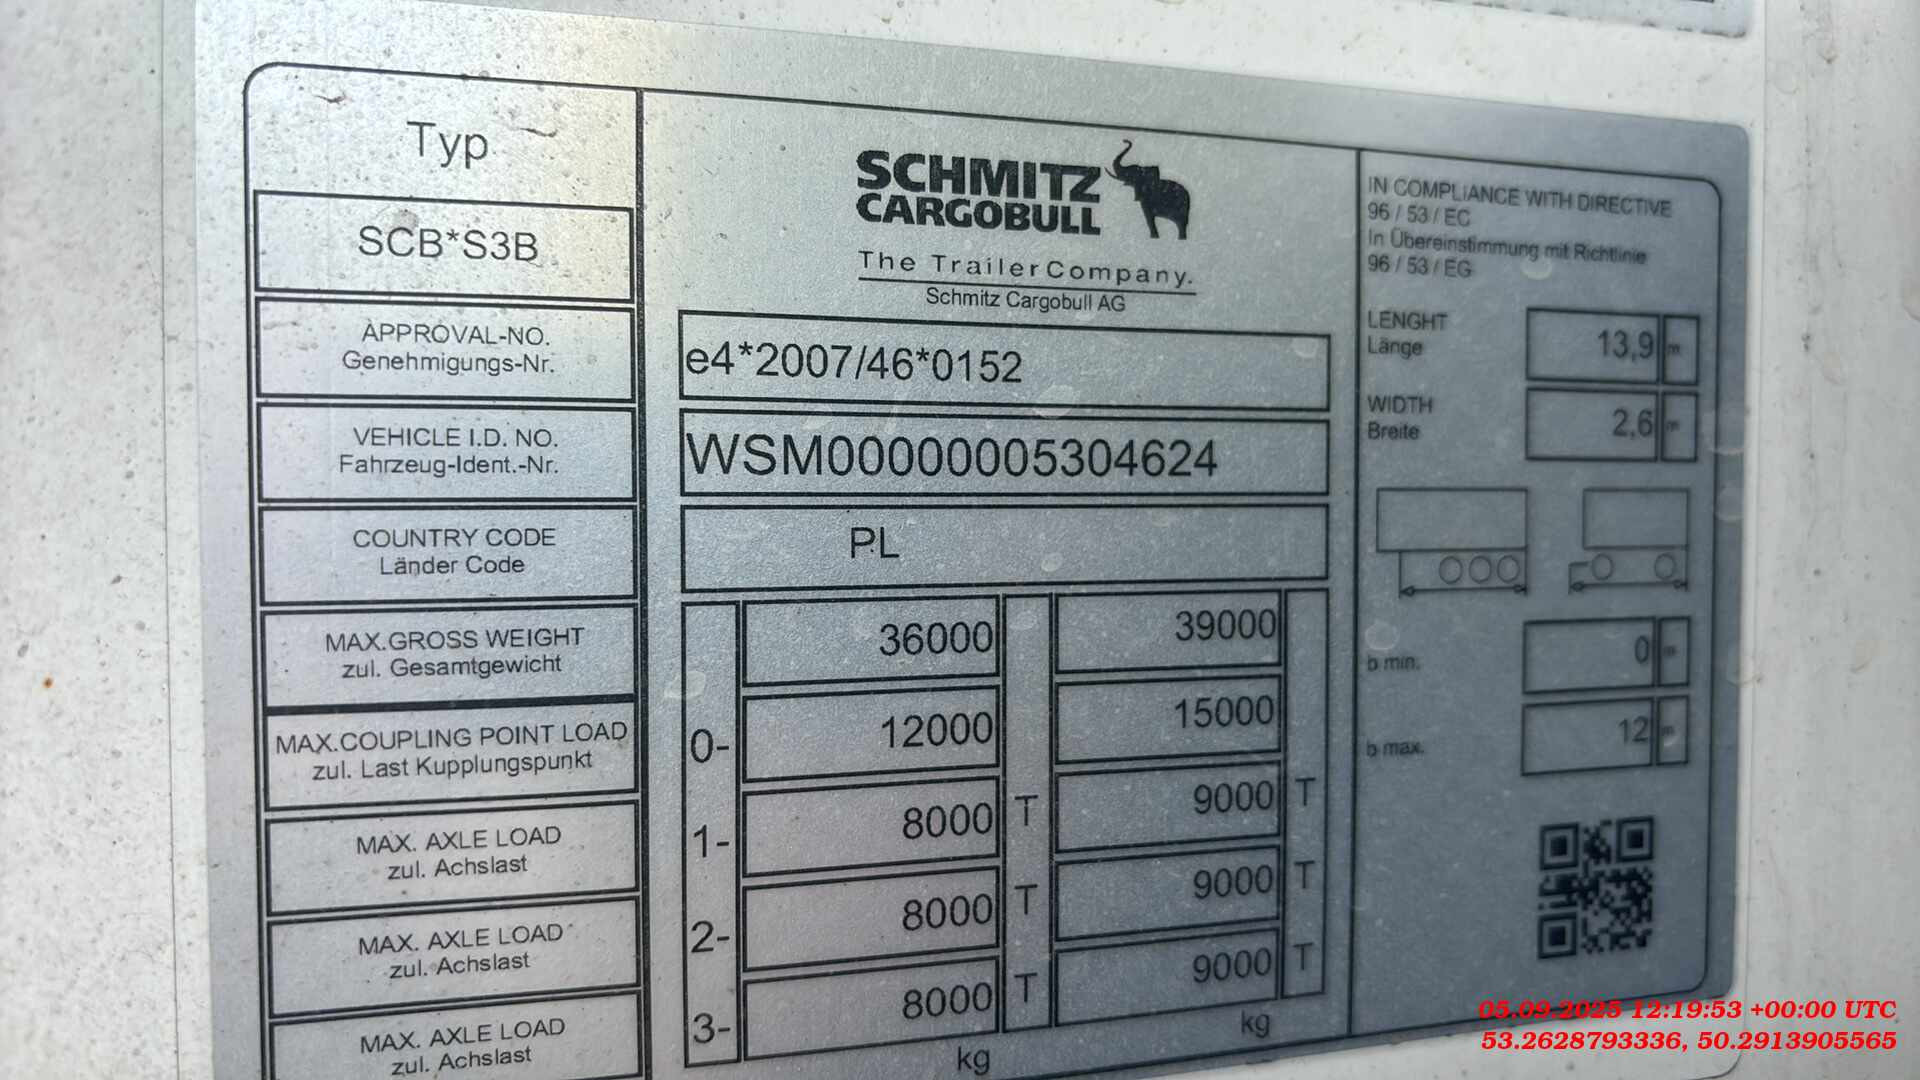 Typ
SCB*S3B
SCHMITZ
CARGOBULL
The TrailerCompany.
Schmitz Cargobull AG
APPROVAL-NO.
Genehmigungs-Nr.
e4*2007/46*0152
VEHICLE I.D. NO.
Fahrzeug-Ident.-Nr.
WSM00000005304624
COUNTRY CODE
Länder Code
PL
MAX.GROSS WEIGHT
zul. Gesamtgewicht
36000 39000
MAX.COUPLING POINT LOAD
zul. Last Kupplungspunkt
0- 12000 15000
MAX. AXLE LOAD
zul. Achslast
1- 8000 T 9000 T
MAX. AXLE LOAD
zul. Achslast
2- 8000 T 9000 T
MAX. AXLE LOAD
zul. Achslast
3- 8000 T 9000 T
kg kg
IN COMPLIANCE WITH DIRECTIVE
96 / 53 / EC
In Übereinstimmung mit Richtlinie
96 / 53 / EG
LENGHT
Länge
13,9 m
WIDTH
Breite
2,6 m
b min. 0 m
b max. 12 m
05.09.2025 12:19:53 +00:00 UTC
53.2628793336, 50.2913905565